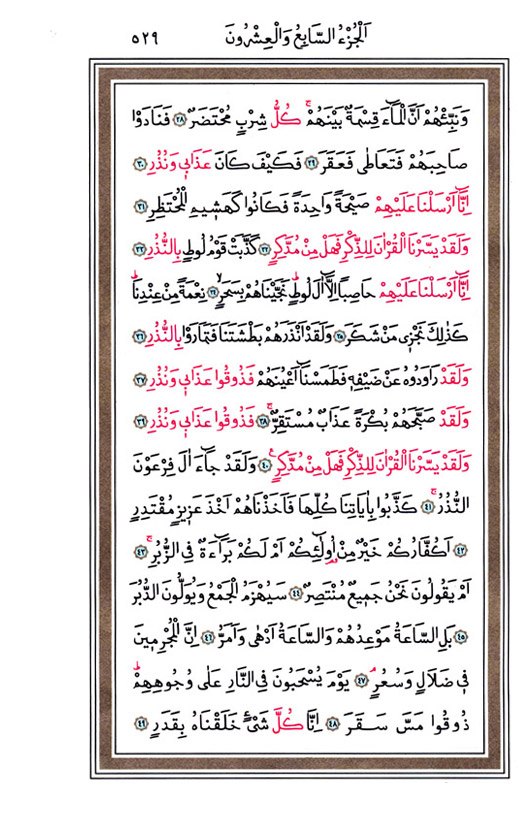 اَلْجُزْءُ السَّابِعُ وَالْعِشْرُونَ ٥٢٩
وَنَبِّئْهُمْ اَنَّ الْمَٓاءَ قِسْمَةٌ بَيْنَهُمْۚ كُلُّ شِرْبٍ مُحْتَضَرٌ ﴿٢٨﴾ فَنَادَوْا
صَاحِبَهُمْ فَتَعَاطٰى فَعَقَرَ ﴿٢٩﴾ فَكَيْفَ كَانَ عَذَاب۪ي وَنُذُرِ ﴿٣٠﴾
اِنَّٓا اَرْسَلْنَا عَلَيْهِمْ صَيْحَةً وَاحِدَةً فَكَانُوا كَهَش۪يمِ الْمُحْتَظِرِ ﴿٣١﴾
وَلَقَدْ يَسَّرْنَا الْقُرْاٰنَ لِلذِّكْرِ فَهَلْ مِنْ مُدَّكِرٍ ﴿٣٢﴾ كَذَّبَتْ قَوْمُ لُوطٍ بِالنُّذُرِ ﴿٣٣﴾
اِنَّٓا اَرْسَلْنَا عَلَيْهِمْ حَاصِبًا اِلَّٓا اٰلَ لُوطٍۜ نَجَّيْنَاهُمْ بِسَحَرٍۙ ﴿٣٤﴾ نِعْمَةً مِنْ عِنْدِنَاۜ
كَذٰلِكَ نَجْز۪ي مَنْ شَكَرَ ﴿٣٥﴾ وَلَقَدْ اَنْذَرَهُمْ بَطْشَتَنَا فَتَمَارَوْا بِالنُّذُرِ ﴿٣٦﴾
وَلَقَدْ رَاوَدُوهُ عَنْ ضَيْفِه۪ فَطَمَسْنَٓا اَعْيُنَهُمْ فَذُوقُوا عَذَاب۪ي وَنُذُرِ ﴿٣٧﴾
وَلَقَدْ صَبَّحَهُمْ بُكْرَةً عَذَابٌ مُسْتَقِرٌّۚ ﴿٣٨﴾ فَذُوقُوا عَذَاب۪ي وَنُذُرِ ﴿٣٩﴾
وَلَقَدْ يَسَّرْنَا الْقُرْاٰنَ لِلذِّكْرِ فَهَلْ مِنْ مُدَّكِرٍ۟ ﴿٤٠﴾ وَلَقَدْ جَٓاءَ اٰلَ فِرْعَوْنَ
النُّذُرُۚ ﴿٤١﴾ كَذَّبُوا بِاٰيَاتِنَا كُلِّهَا فَاَخَذْنَاهُمْ اَخْذَ عَز۪يزٍ مُقْتَدِرٍ
﴿٤٢﴾ اَكُفَّارُكُمْ خَيْرٌ مِنْ اُو۬لٰٓئِكُمْ اَمْ لَكُمْ بَرَٓاءَةٌ فِي الزُّبُرِۚ ﴿٤٣﴾
اَمْ يَقُولُونَ نَحْنُ جَم۪يعٌ مُنْتَصِرٌ ﴿٤٤﴾ سَيُهْزَمُ الْجَمْعُ وَيُوَلُّونَ الدُّبُرَ
﴿٤٥﴾ بَلِ السَّاعَةُ مَوْعِدُهُمْ وَالسَّاعَةُ اَدْهٰى وَاَمَرُّ ﴿٤٦﴾ اِنَّ الْمُجْرِم۪ينَ
ف۪ي ضَلَالٍ وَسُعُرٍۢ ﴿٤٧﴾ يَوْمَ يُسْحَبُونَ فِي النَّارِ عَلٰى وُجُوهِهِمْۜ
ذُوقُوا مَسَّ سَقَرَ ﴿٤٨﴾ اِنَّا كُلَّ شَيْءٍ خَلَقْنَاهُ بِقَدَرٍ ﴿٤٩﴾